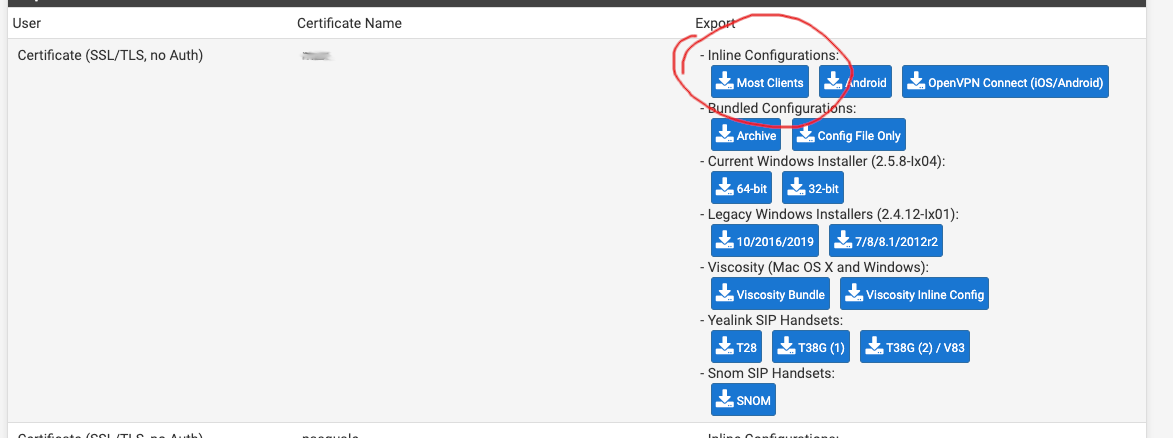 User Certificate Name Export
Certificate (SSL/TLS, no Auth)
- Inline Configurations:
Most Clients Android OpenVPN Connect (iOS/Android)
- Bundled Configurations:
Archive Config File Only
- Current Windows Installer (2.5.8-Ix04):
64-bit 32-bit
- Legacy Windows Installers (2.4.12-Ix01):
10/2016/2019 7/8/8.1/2012r2
- Viscosity (Mac OS X and Windows):
Viscosity Bundle Viscosity Inline Config
- Yealink SIP Handsets:
T28 T38G (1) T38G (2) / V83
- Snom SIP Handsets:
SNOM
Certificate (SSL/TLS, no Auth) - Inline Configurations: